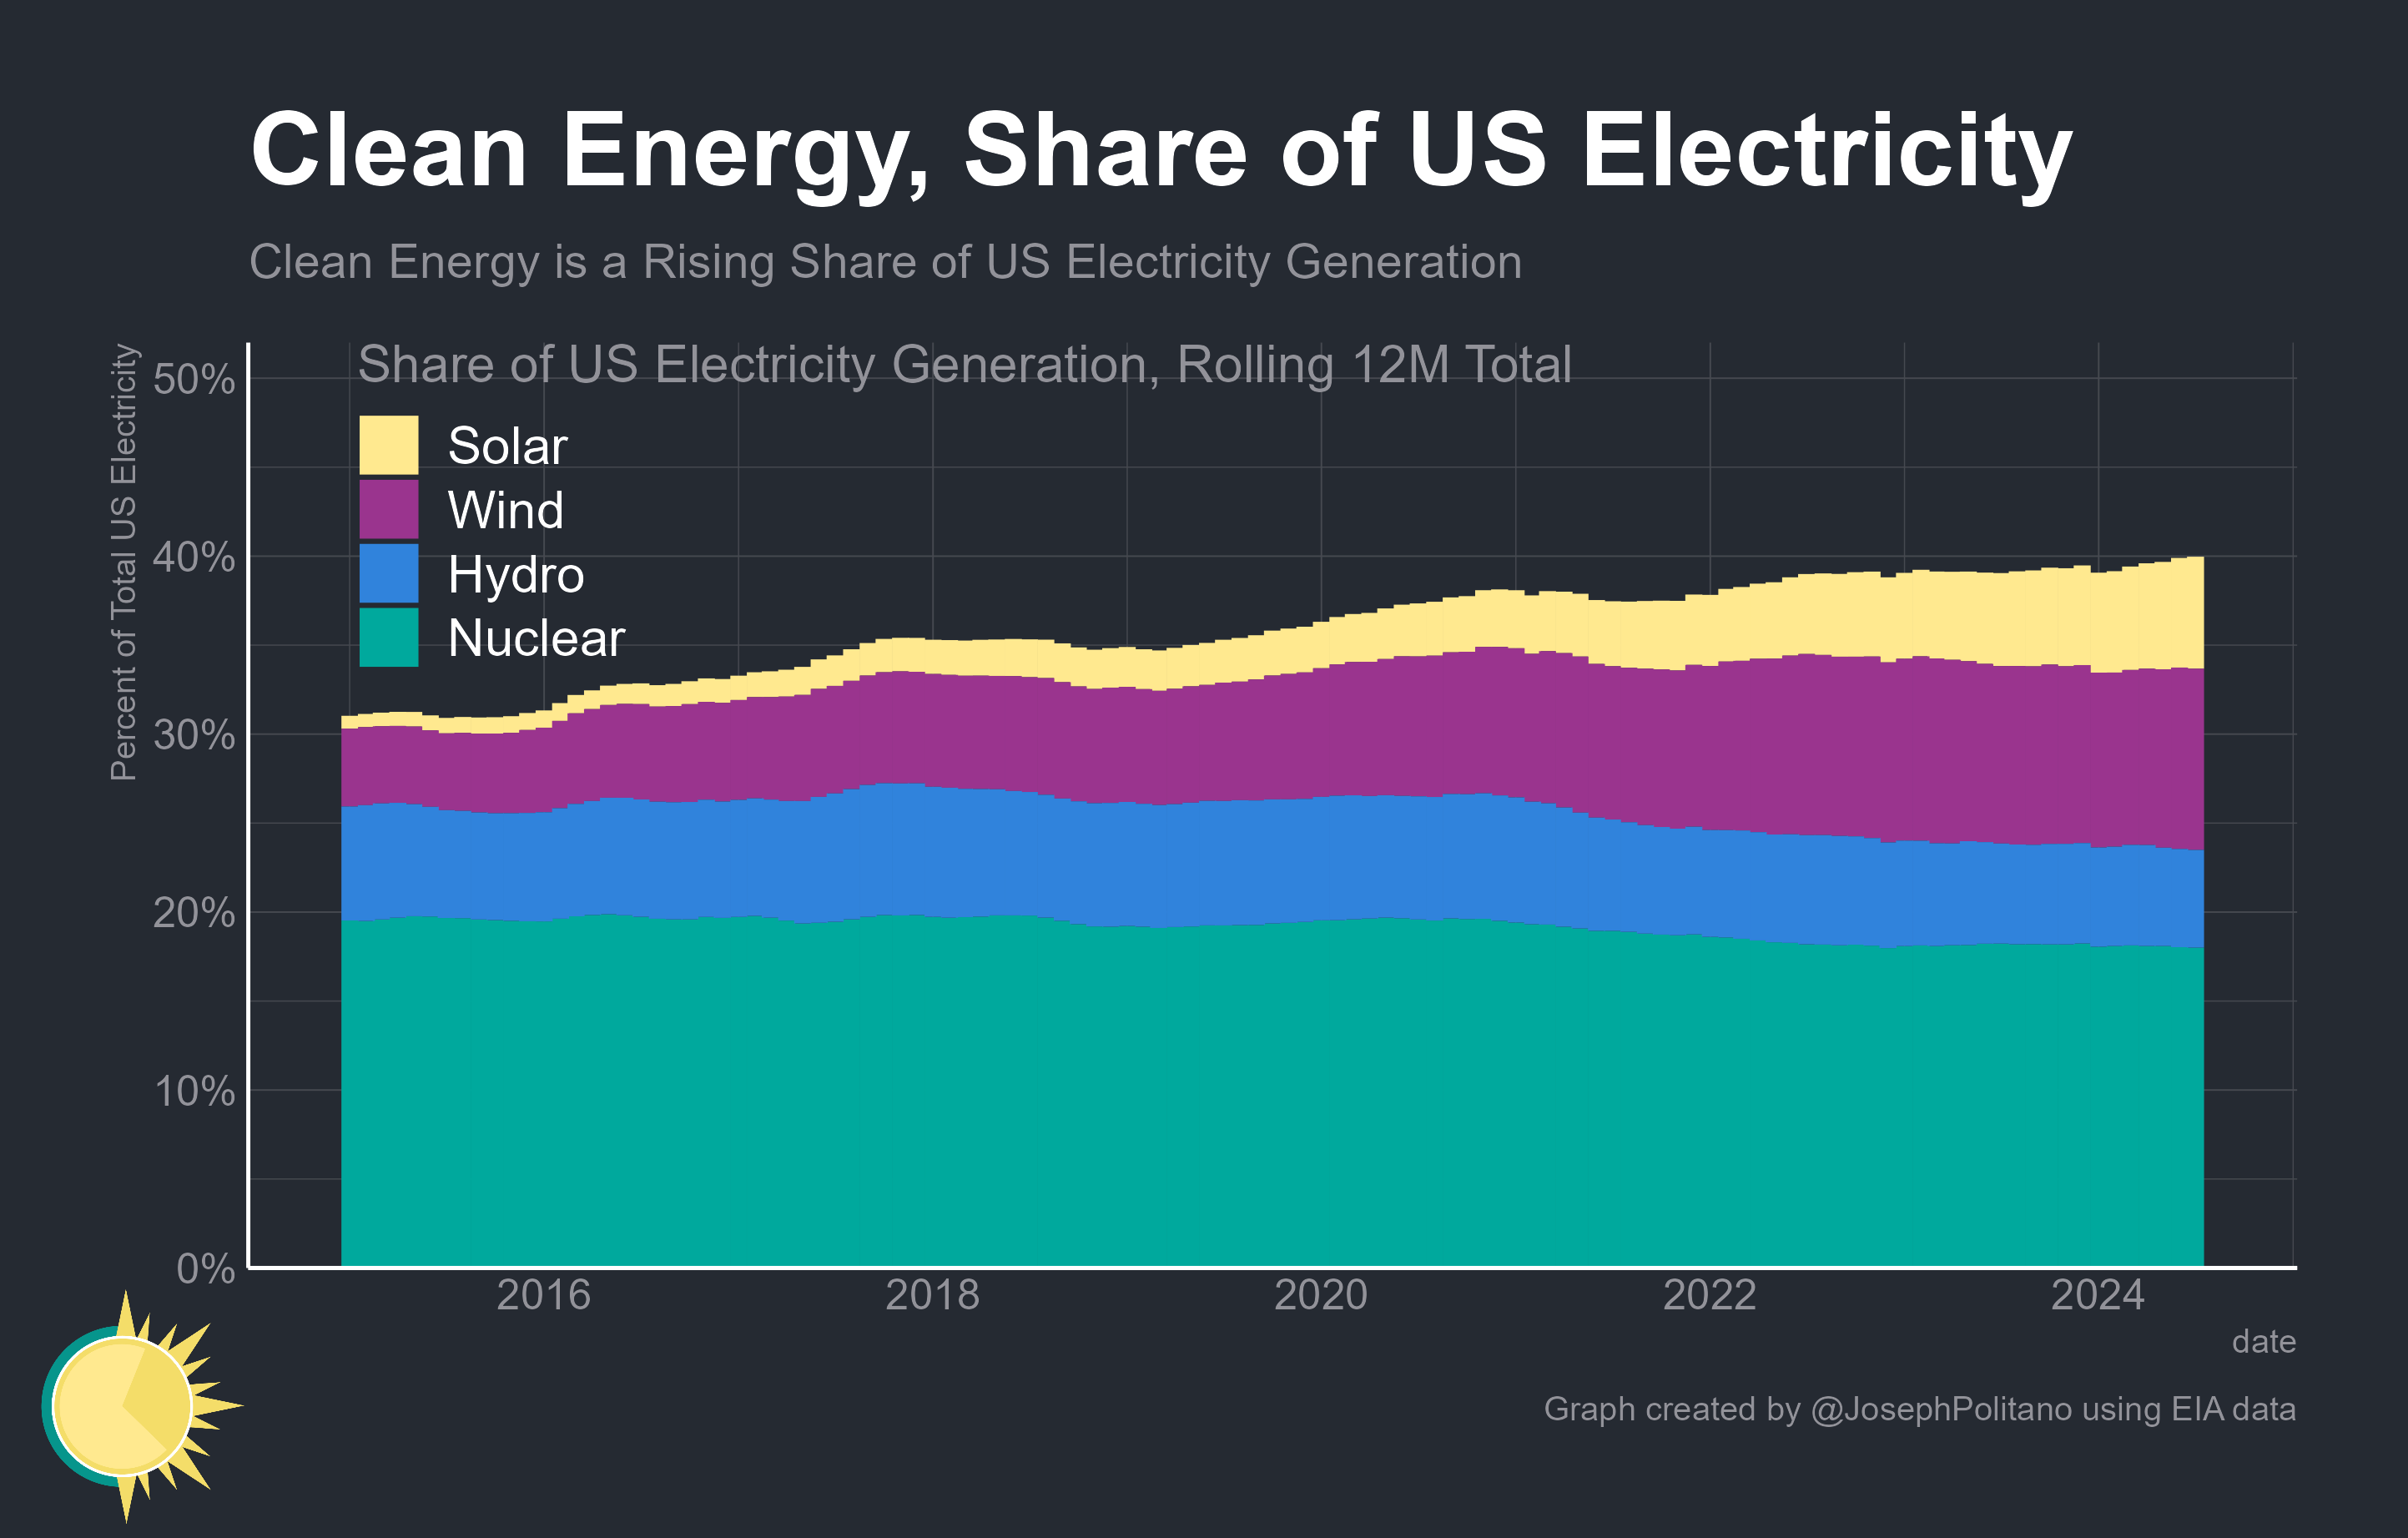 Clean Energy, Share of US Electricity
Clean Energy is a Rising Share of US Electricity Generation
Percent of Total US Electricity
Share of US Electricity Generation, Rolling 12M Total
Solar
Wind
Hydro
Nuclear
50%
40%
30%
20%
10%
0%
2016 2018 2020 2022 2024
date
Graph created by @JosephPolitano using EIA data